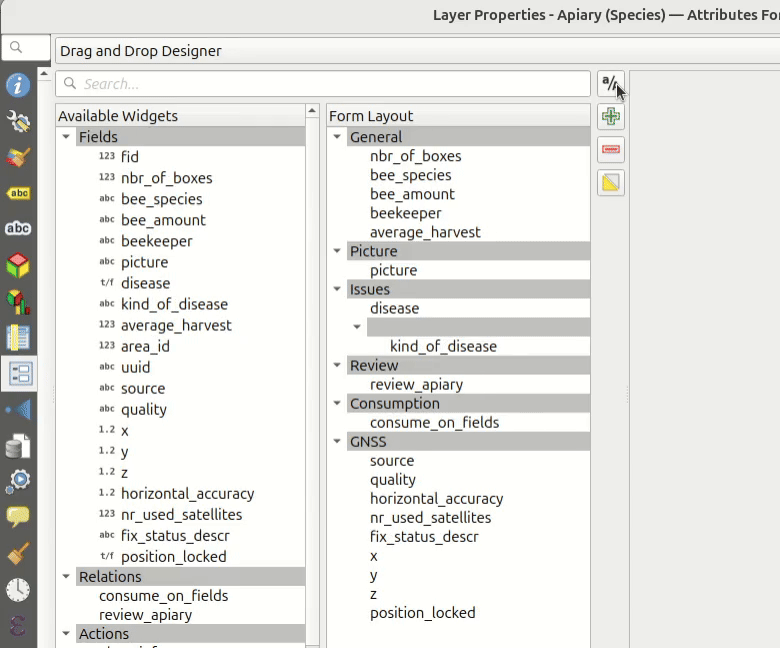 Layer Properties - Apiary (Species) — Attributes For
Drag and Drop Designer
Search...
a/
Available Widgets
Fields
123 fid
123 nbr_of_boxes
abc bee_species
abc bee_amount
abc beekeeper
abc picture
t/f disease
abc kind_of_disease
123 average_harvest
123 area_id
abc uuid
abc source
abc quality
1.2 x
1.2 y
1.2 z
1.2 horizontal_accuracy
123 nr_used_satellites
abc fix_status_descr
t/f position_locked
Relations
consume_on_fields
review_apiary
Actions
Form Layout
General
nbr_of_boxes
bee_species
bee_amount
beekeeper
average_harvest
Picture
picture
Issues
disease
kind_of_disease
Review
review_apiary
Consumption
consume_on_fields
GNSS
source
quality
horizontal_accuracy
nr_used_satellites
fix_status_descr
x
y
z
position_locked
abc
abc